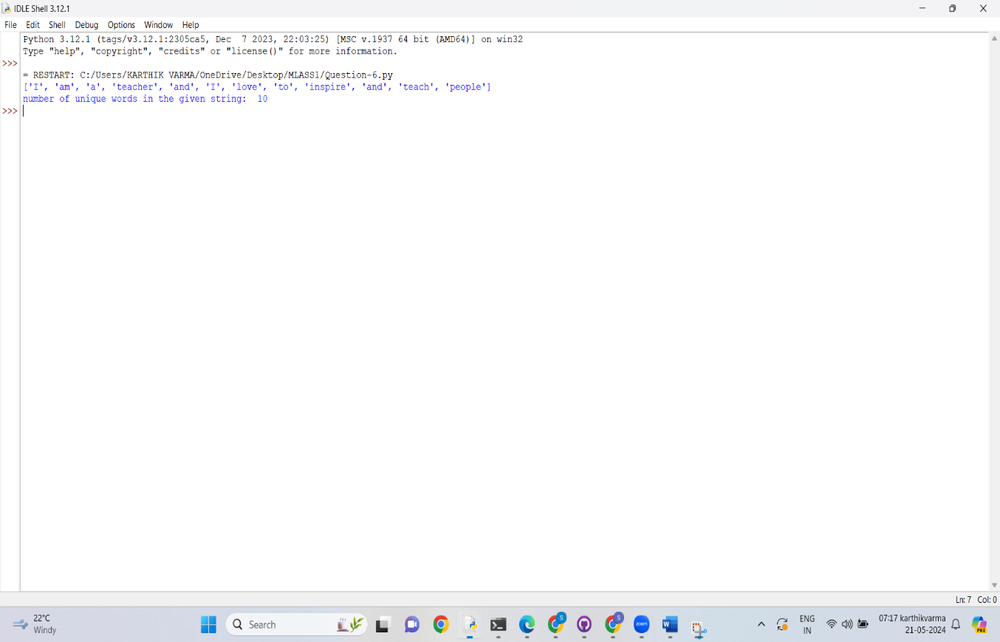 IDLE Shell 3.12.1
File Edit Shell Debug Options Window Help
Python 3.12.1 (tags/v3.12.1:2305ca5, Dec  7 2023, 22:03:25) [MSC v.1937 64 bit (AMD64)] on win32
Type "help", "copyright", "credits" or "license()" for more information.
>>>
= RESTART: C:/Users/KARTHIK VARMA/OneDrive/Desktop/MLASS1/Question-6.py
['I', 'am', 'a', 'teacher', 'and', 'I', 'love', 'to', 'inspire', 'and', 'teach', 'people']
number of unique words in the given string:  10
>>>
Ln: 7 Col: 0
22°C
Windy
Search
S
S
zoom
W
ENG
IN
07:17 karthikvarma
21-05-2024
PRE